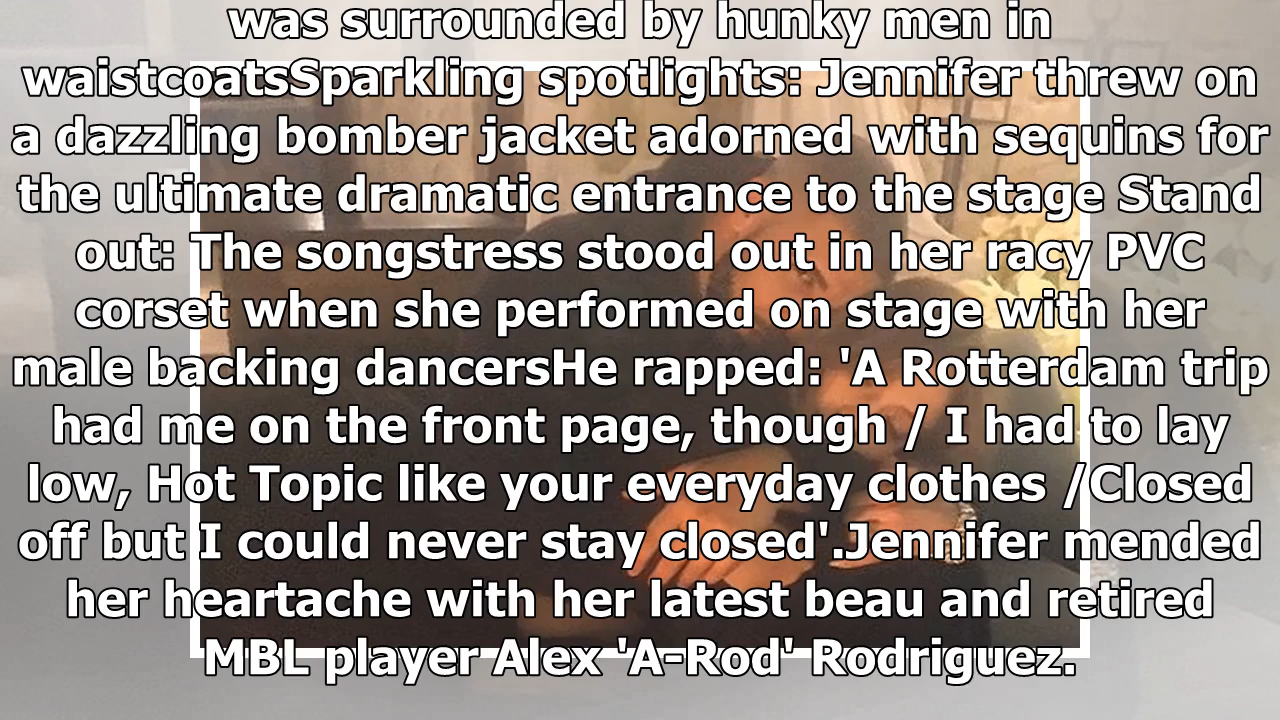 was surrounded by hunky men in
waistcoatsSparkling spotlights: Jennifer threw on
a dazzling bomber jacket adorned with sequins for
the ultimate dramatic entrance to the stage Stand
out: The songstress stood out in her racy PVC
corset when she performed on stage with her
male backing dancersHe rapped: 'A Rotterdam trip
had me on the front page, though / I had to lay
low, Hot Topic like your everyday clothes /Closed
off but I could never stay closed'.Jennifer mended
her heartache with her latest beau and retired
MBL player Alex 'A-Rod' Rodriguez.